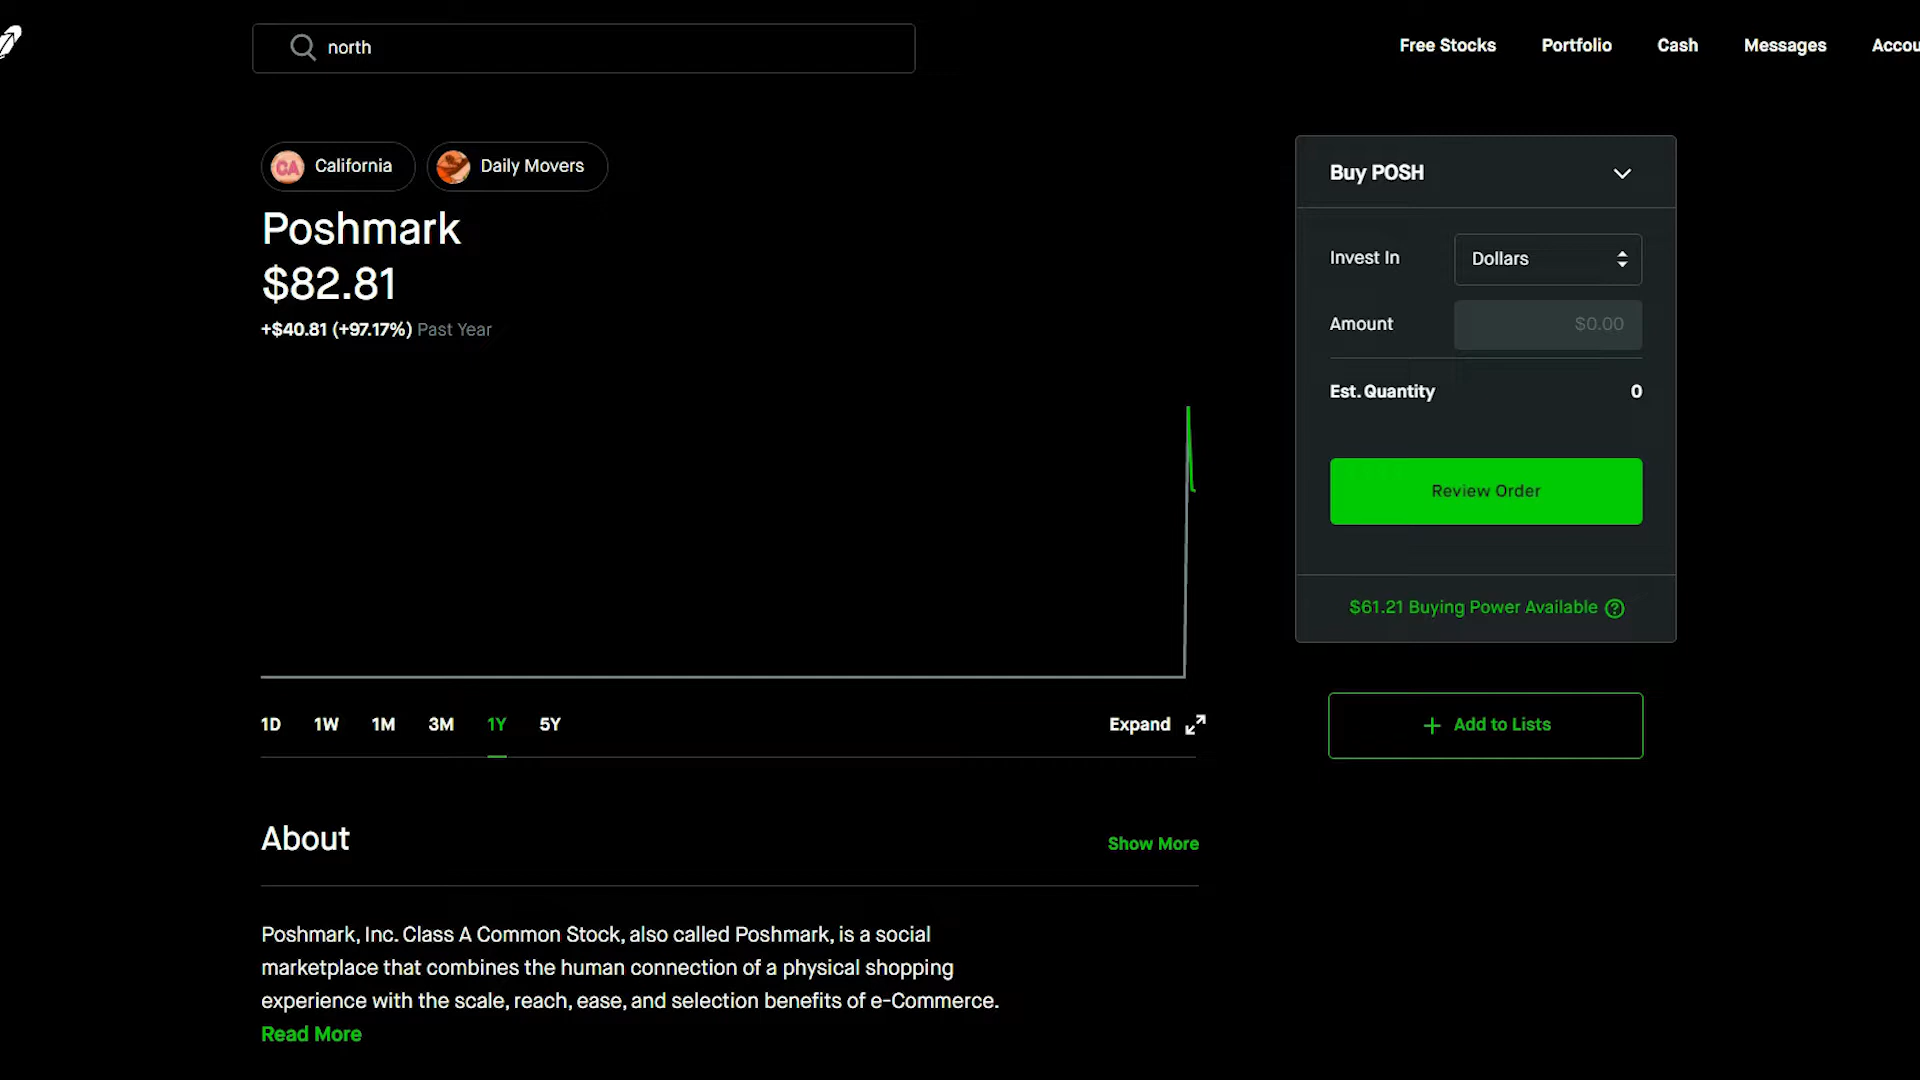 north
Free Stocks Portfolio Cash Messages Accou
CA California Daily Movers
Poshmark
$82.81
+$40.81 (+97.17%) Past Year
Buy POSH
Invest In Dollars
Amount $0.00
Est. Quantity 0
Review Order
$61.21 Buying Power Available ?
1D 1W 1M 3M 1Y 5Y Expand
+ Add to Lists
About Show More
Poshmark, Inc. Class A Common Stock, also called Poshmark, is a social
marketplace that combines the human connection of a physical shopping
experience with the scale, reach, ease, and selection benefits of e-Commerce.
Read More